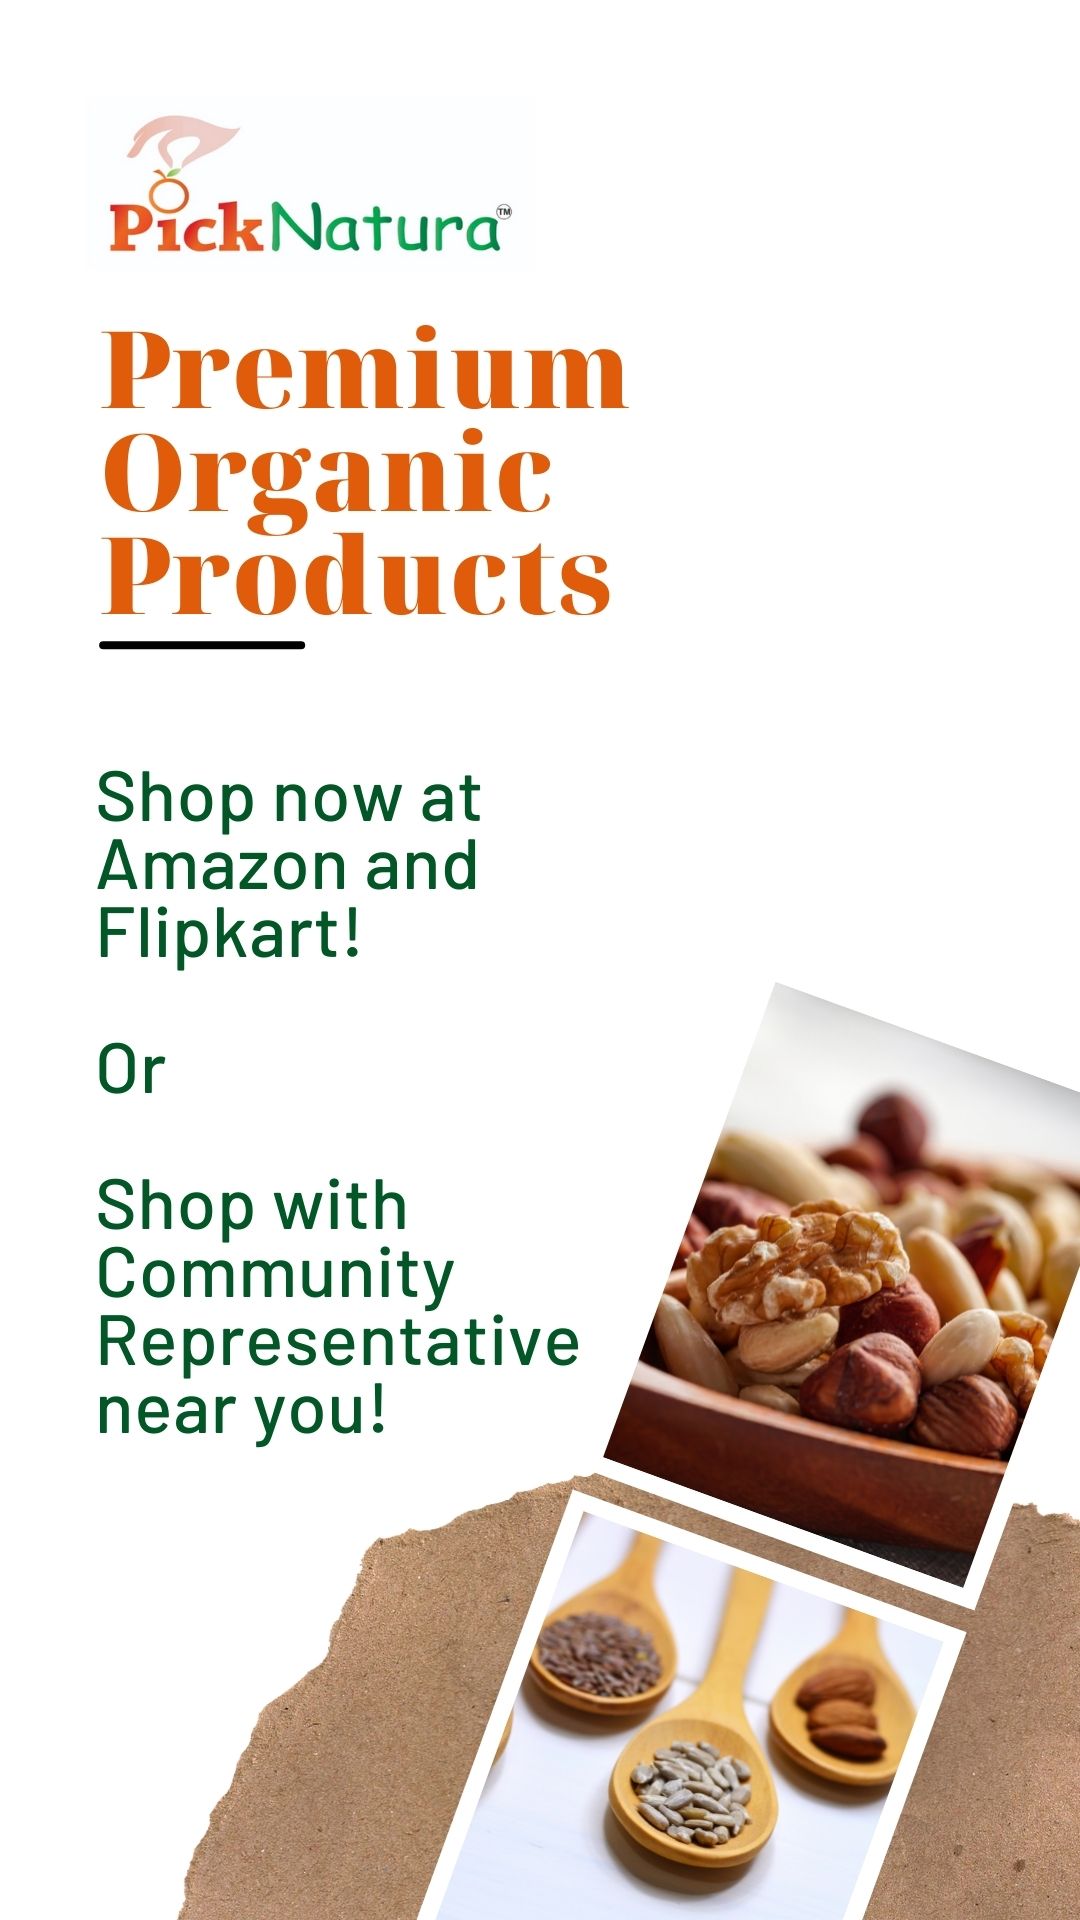 PickNatura™
Premium
Organic
Products
Shop now at
Amazon and
Flipkart!
Or
Shop with
Community
Representative
near you!